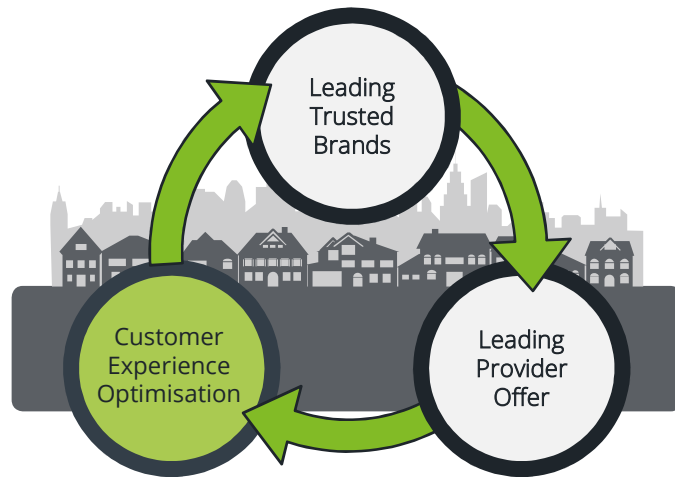 Leading
Trusted
Brands
Customer
Experience
Optimisation
Leading
Provider
Offer